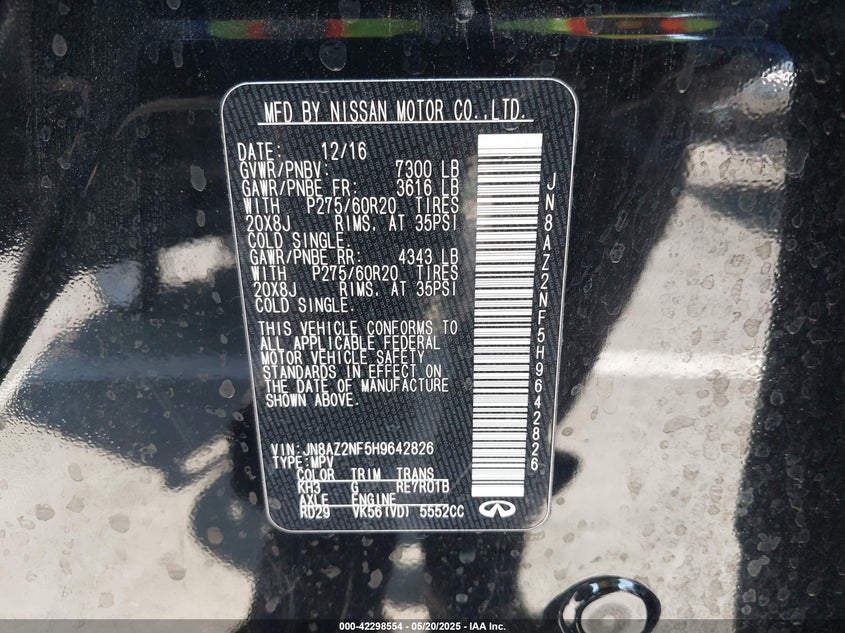 MFD BY NISSAN MOTOR CO.,LTD.
DATE: 12/16
GVWR/PNBV: 7300 LB
GAWR/PNBE FR: 3616 LB
WITH P275/60R20 TIRES
20X8J RIMS. AT 35PSI
COLD SINGLE.
GAWR/PNBE RR: 4343 LB
WITH P275/60R20 TIRES
20X8J RIMS. AT 35PSI
COLD SINGLE.
THIS VEHICLE CONFORMS TO
ALL APPLICABLE FEDERAL
MOTOR VEHICLE SAFETY
STANDARDS IN EFFECT ON
THE DATE OF MANUFACTURE
SHOWN ABOVE.
VIN:JN8AZ2NF5H9642826
TYPE:MPV
COLOR TRIM TRANS
KH3 G RE7R01B
AXLE ENGINE
RD29 VK56(VD) 5552CC
JN8AZ2NF5H9642826
000-42298554 - 05/20/2025 - IAA Inc.